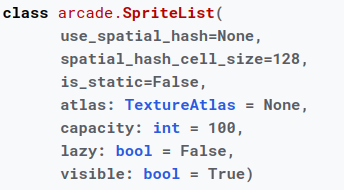 class arcade.SpriteList(
use_spatial_hash=None,
spatial_hash_cell_size=128,
is_static=False,
atlas: TextureAtlas = None,
capacity: int = 100,
lazy: bool = False,
visible: bool = True)